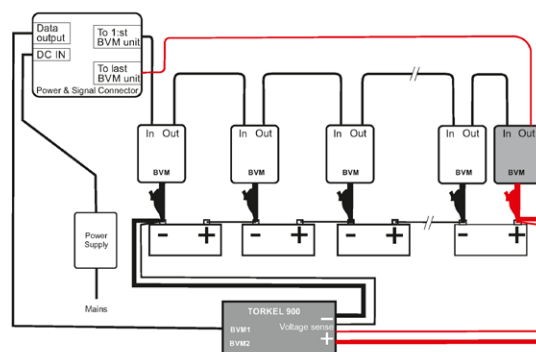 Data
output
DC IN
To 1:st
BVM unit
To last
BVM unit
Power & Signal Connector
In Out
BVM
In Out
BVM
In Out
BVM
In Out
BVM
In Out
BVM
- +
- +
- +
- +
Power
Supply
Mains
TORKEL 900
Voltage sense
BVM1
BVM2
-
+